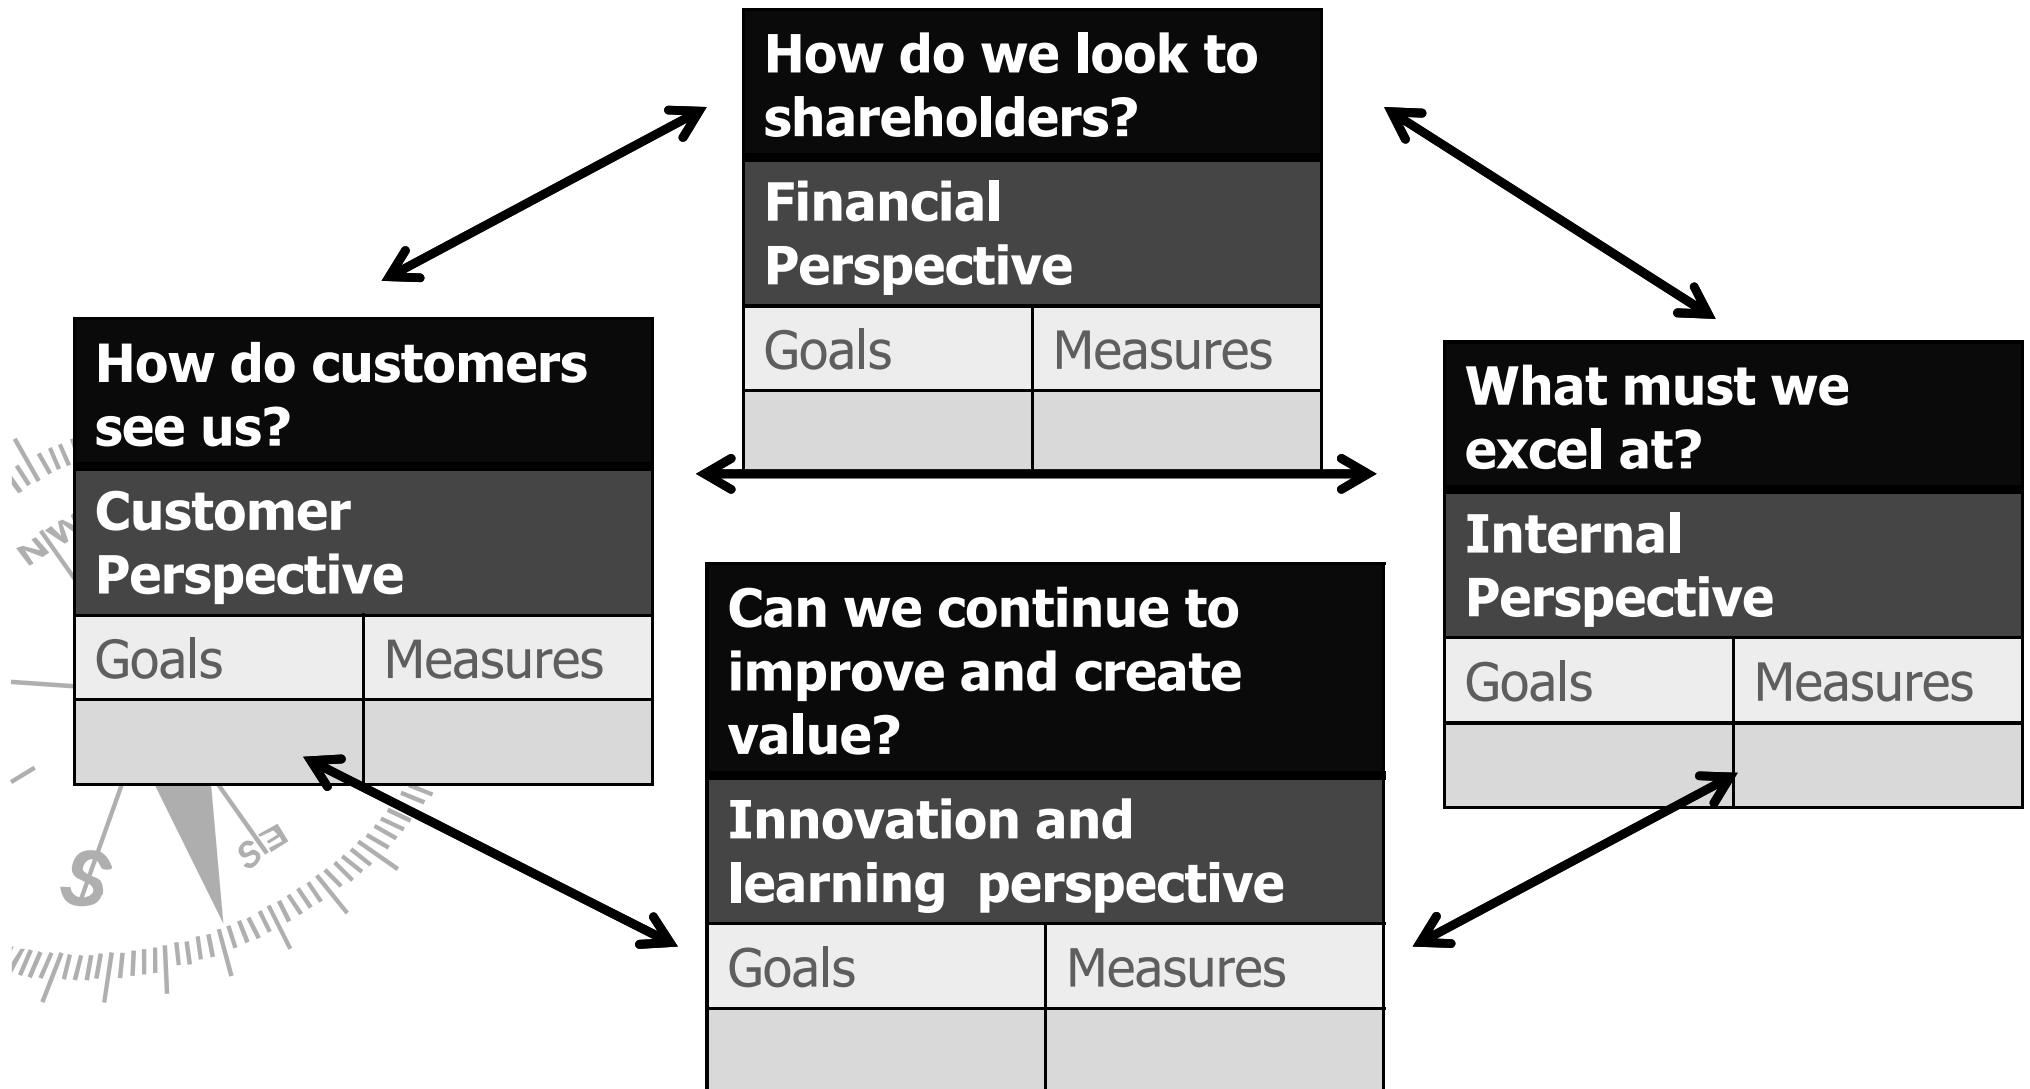 How do we look to
shareholders?
Financial
Perspective
Goals Measures
How do customers
see us?
Customer
Perspective
Goals Measures
What must we
excel at?
Internal
Perspective
Goals Measures
Can we continue to
improve and create
value?
Innovation and
learning  perspective
Goals Measures
NW
S
ES